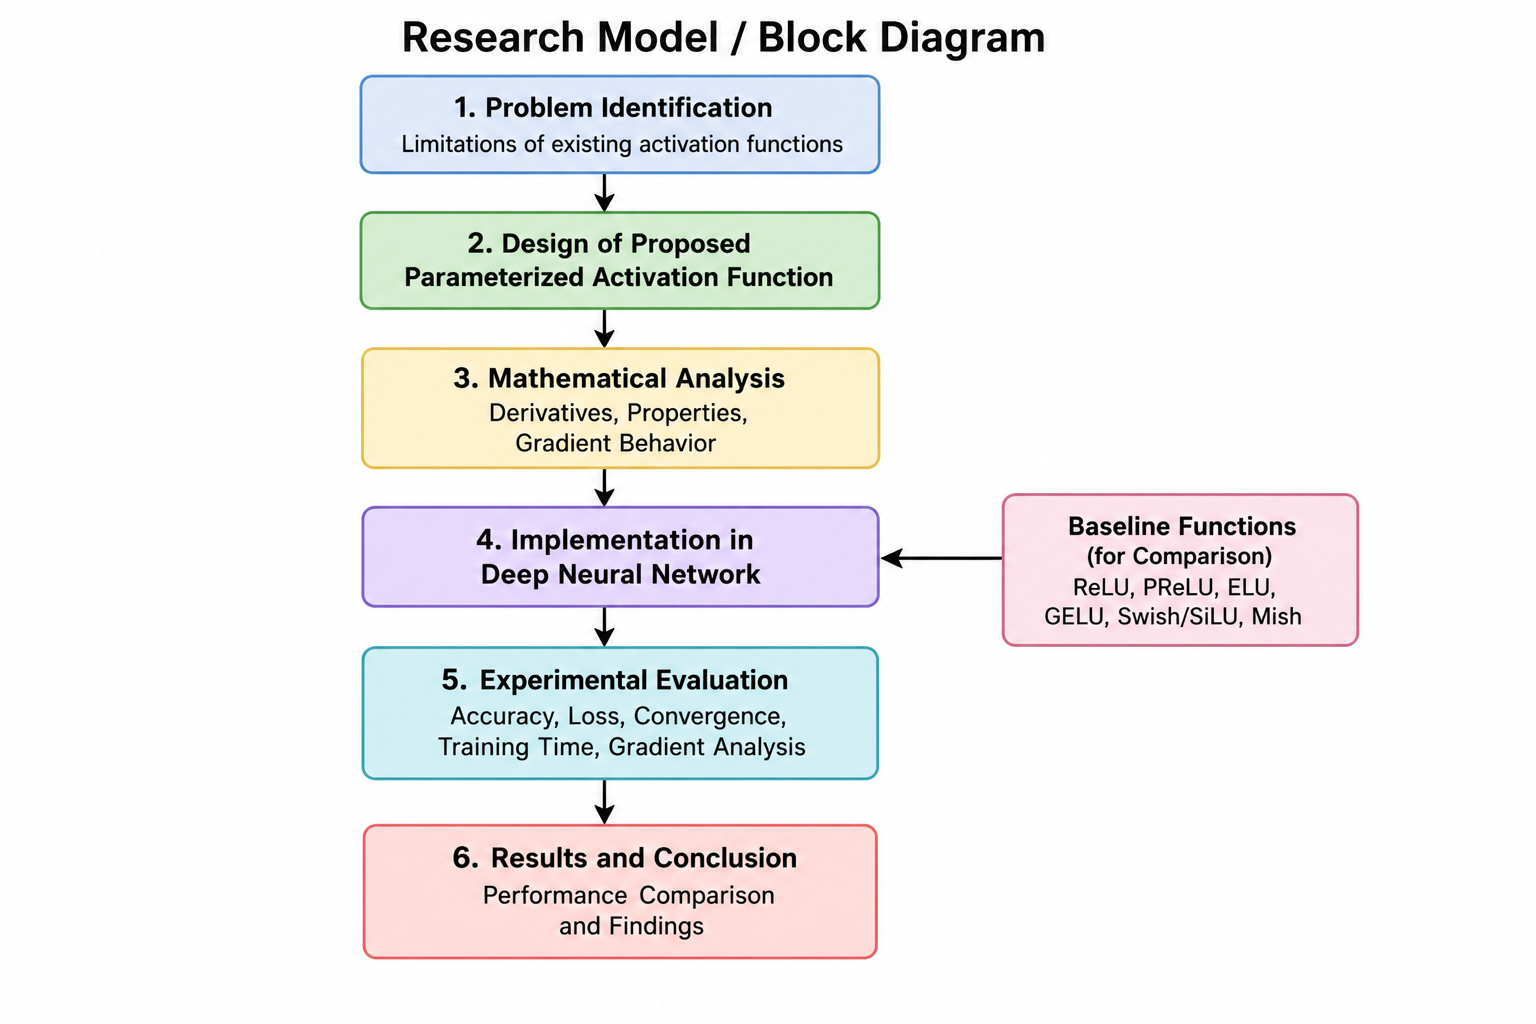 Research Model / Block Diagram
1. Problem Identification
Limitations of existing activation functions
2. Design of Proposed
Parameterized Activation Function
3. Mathematical Analysis
Derivatives, Properties,
Gradient Behavior
4. Implementation in
Deep Neural Network
Baseline Functions
(for Comparison)
ReLU, PReLU, ELU,
GELU, Swish/SiLU, Mish
5. Experimental Evaluation
Accuracy, Loss, Convergence,
Training Time, Gradient Analysis
6. Results and Conclusion
Performance Comparison
and Findings